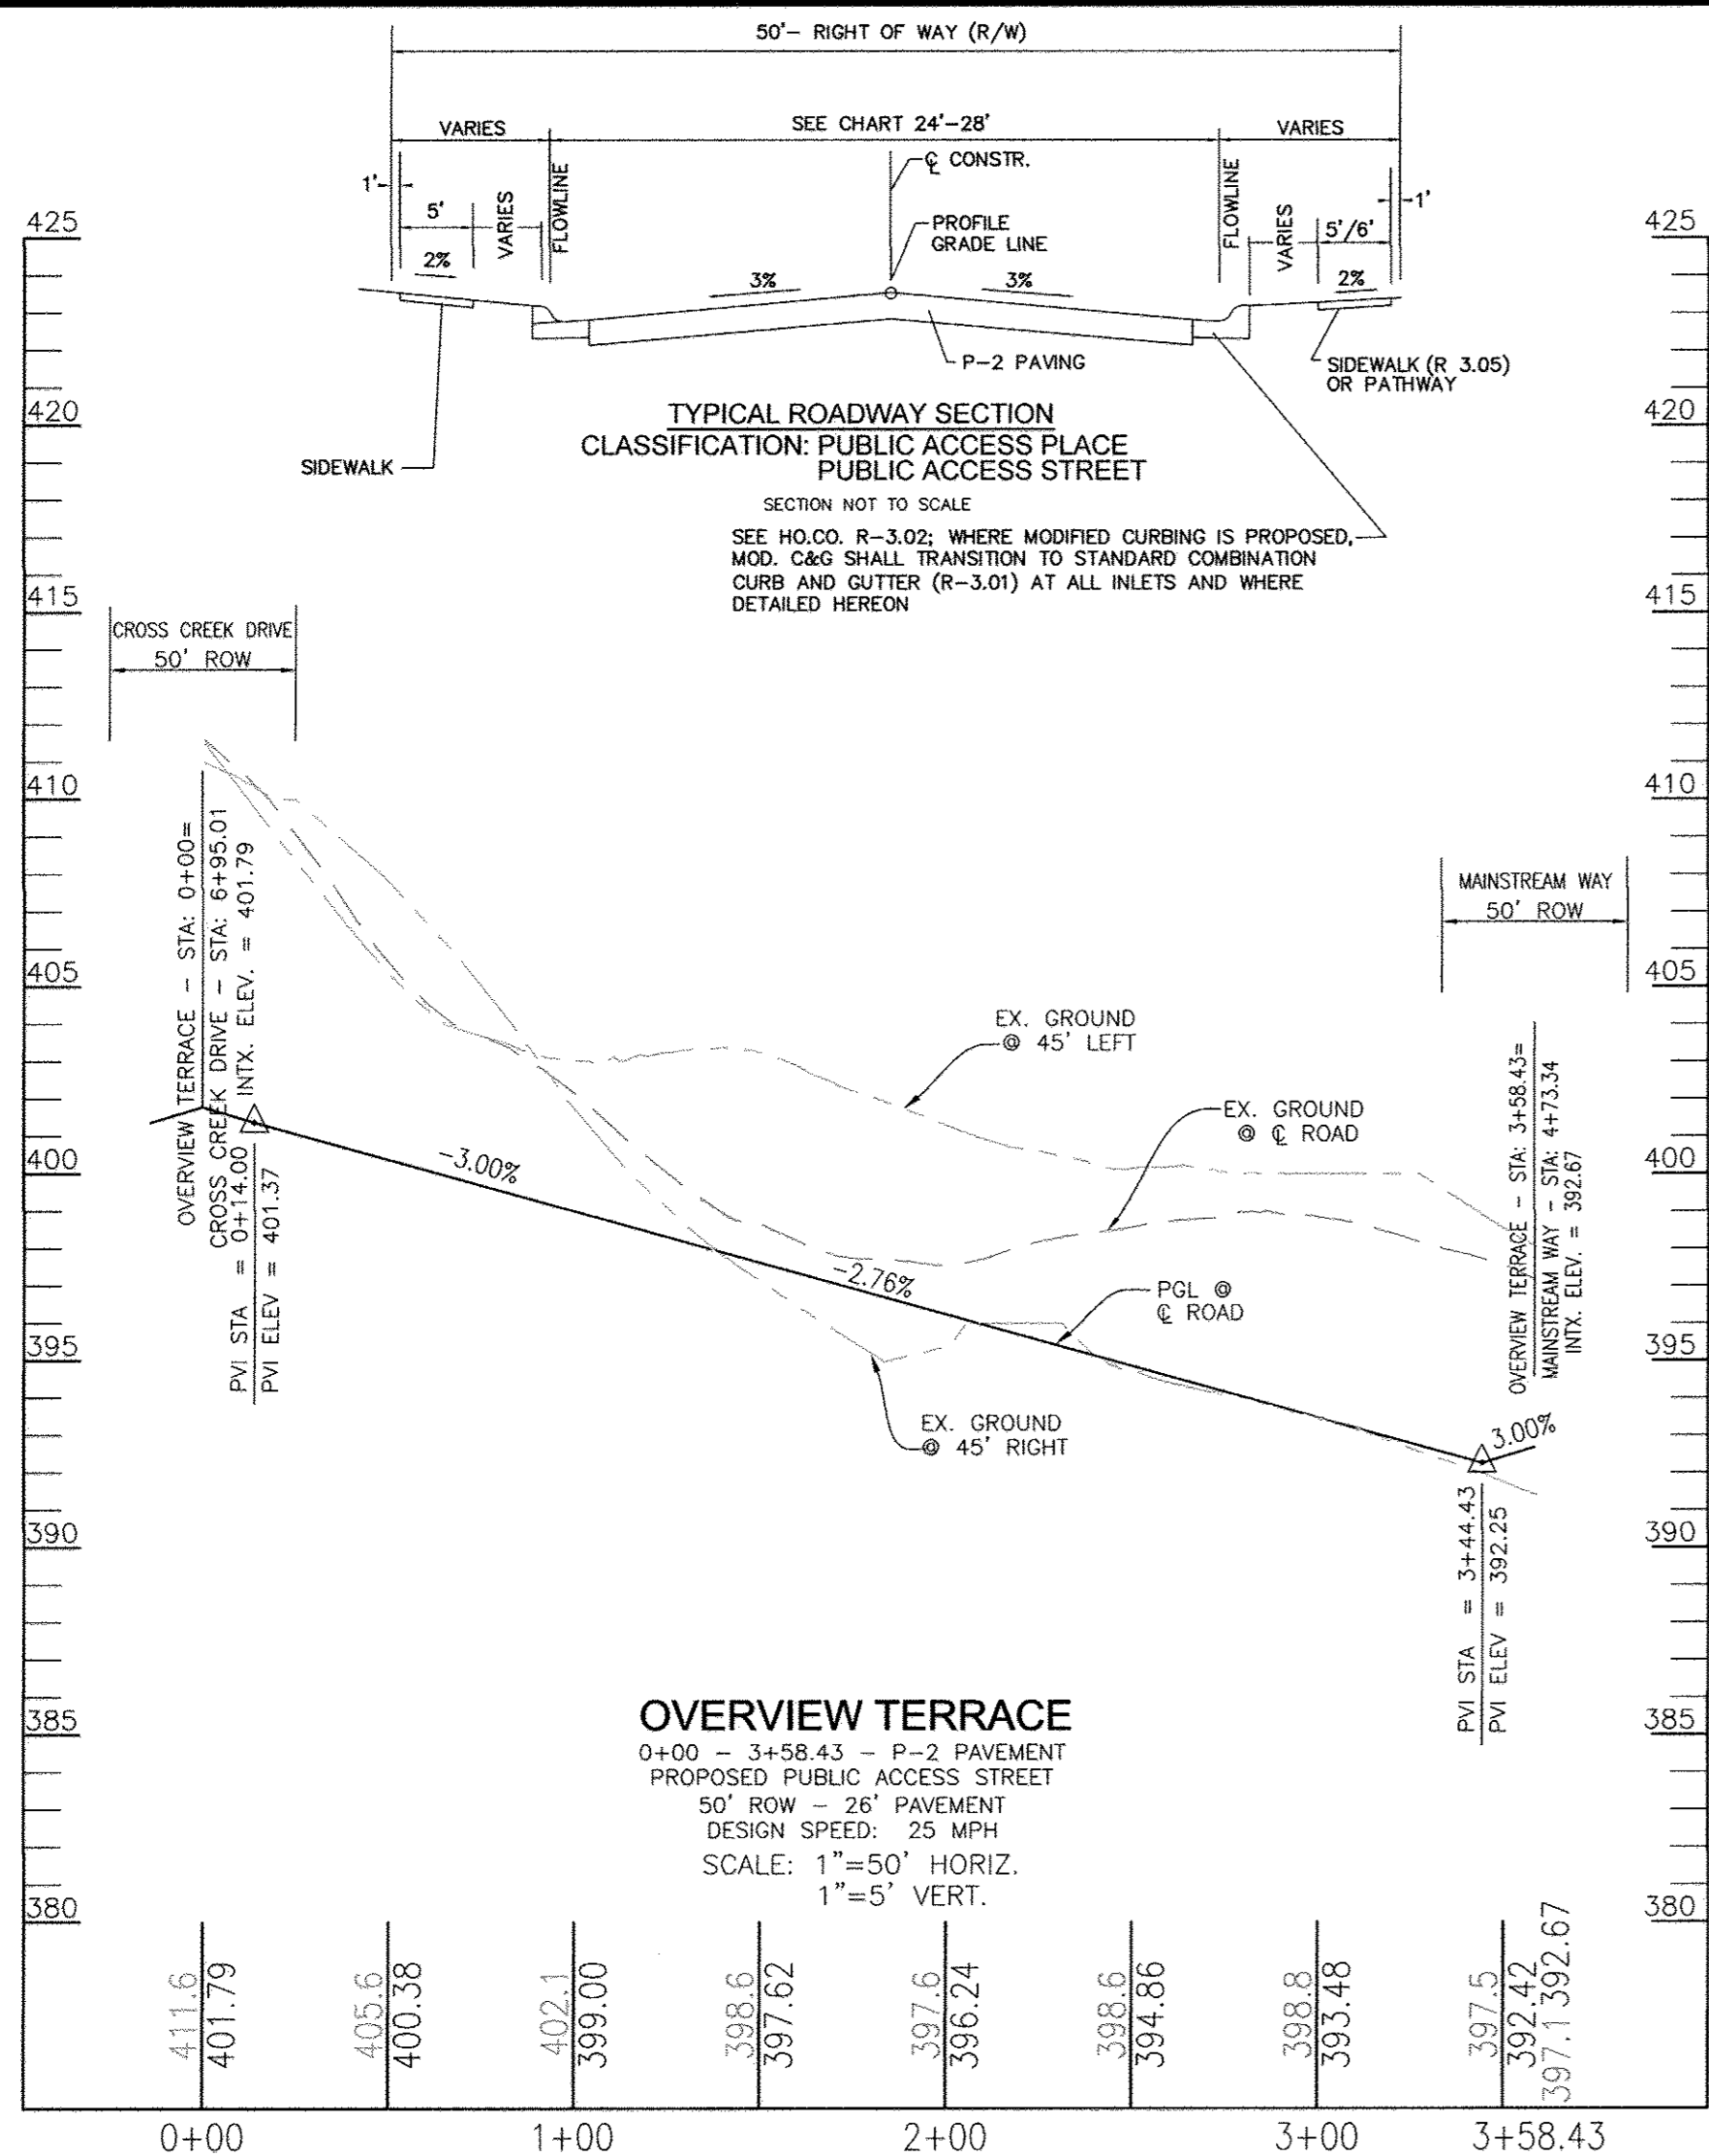 50'- RIGHT OF WAY (R/W)
VARIES
SEE CHART 24'-28'
VARIES
℄ CONSTR.
1'
5'
VARIES
FLOWLINE
PROFILE
GRADE LINE
FLOWLINE
VARIES
5'/6'
1'
2%
3%
3%
2%
P-2 PAVING
SIDEWALK (R 3.05)
OR PATHWAY
SIDEWALK
TYPICAL ROADWAY SECTION
CLASSIFICATION: PUBLIC ACCESS PLACE
PUBLIC ACCESS STREET
SECTION NOT TO SCALE
SEE HO.CO. R-3.02; WHERE MODIFIED CURBING IS PROPOSED,
MOD. C&G SHALL TRANSITION TO STANDARD COMBINATION
CURB AND GUTTER (R-3.01) AT ALL INLETS AND WHERE
DETAILED HEREON
425
420
415
410
405
400
395
390
385
380
425
420
415
410
405
400
395
390
385
380
CROSS CREEK DRIVE
50' ROW
OVERVIEW TERRACE - STA: 0+00=
CROSS CREEK DRIVE - STA: 6+95.01
INTX. ELEV. = 401.79
PVI STA = 0+14.00
PVI ELEV = 401.37
-3.00%
EX. GROUND
@ 45' LEFT
EX. GROUND
@ ℄ ROAD
-2.76%
PGL @
℄ ROAD
EX. GROUND
@ 45' RIGHT
MAINSTREAM WAY
50' ROW
OVERVIEW TERRACE - STA: 3+58.43=
MAINSTREAM WAY - STA: 4+73.34
INTX. ELEV. = 392.67
3.00%
PVI STA = 3+44.43
PVI ELEV = 392.25
OVERVIEW TERRACE
0+00 - 3+58.43 - P-2 PAVEMENT
PROPOSED PUBLIC ACCESS STREET
50' ROW - 26' PAVEMENT
DESIGN SPEED: 25 MPH
SCALE: 1"=50' HORIZ.
1"=5' VERT.
411.6
401.79
405.6
400.38
402.1
399.00
398.6
397.62
397.6
396.24
398.6
394.86
398.8
393.48
397.5
392.42
397.1 392.67
0+00
1+00
2+00
3+00
3+58.43